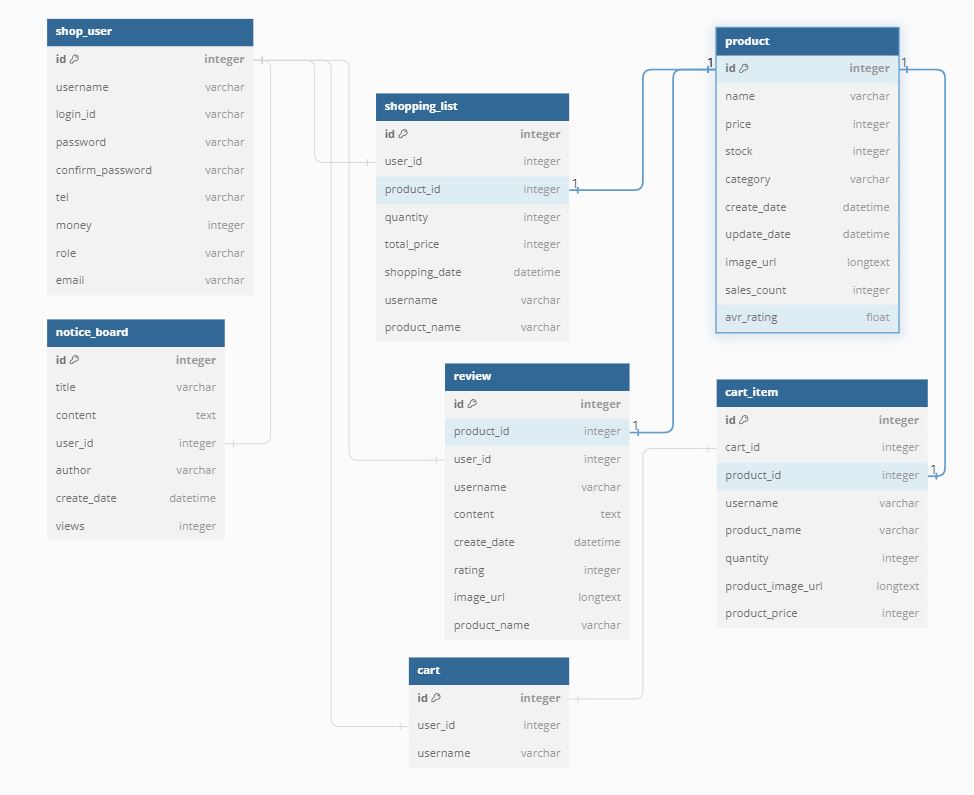 shop_user
id integer
username varchar
login_id varchar
password varchar
confirm_password varchar
tel varchar
money integer
role varchar
email varchar
notice_board
id integer
title varchar
content text
user_id integer
author varchar
create_date datetime
views integer
shopping_list
id integer
user_id integer
product_id integer 1
quantity integer
total_price integer
shopping_date datetime
username varchar
product_name varchar
review
id integer
product_id integer 1
user_id integer
username varchar
content text
create_date datetime
rating integer
image_url longtext
product_name varchar
cart
id integer
user_id integer
username varchar
product
1 id integer 1
name varchar
price integer
stock integer
category varchar
create_date datetime
update_date datetime
image_url longtext
sales_count integer
avr_rating float
cart_item
id integer
cart_id integer
product_id integer 1
username varchar
product_name varchar
quantity integer
product_image_url longtext
product_price integer